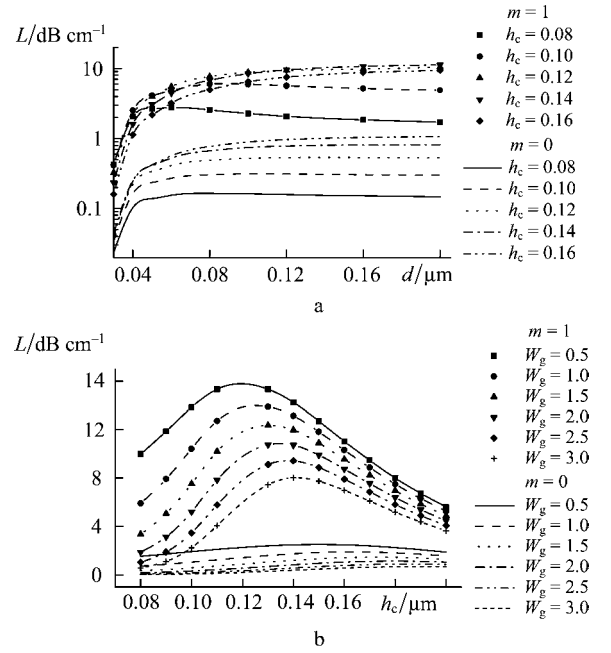 L/dB cm⁻¹
m = 1
h_c = 0.08
h_c = 0.10
h_c = 0.12
h_c = 0.14
h_c = 0.16
m = 0
h_c = 0.08
h_c = 0.10
h_c = 0.12
h_c = 0.14
h_c = 0.16
10
1
0.1
0.04 0.08 0.12 0.16 d/μm
a
L/dB cm⁻¹
m = 1
W_g = 0.5
W_g = 1.0
W_g = 1.5
W_g = 2.0
W_g = 2.5
W_g = 3.0
m = 0
W_g = 0.5
W_g = 1.0
W_g = 1.5
W_g = 2.0
W_g = 2.5
W_g = 3.0
14
12
8
4
0
0.08 0.10 0.12 0.14 0.16 h_c/μm
b